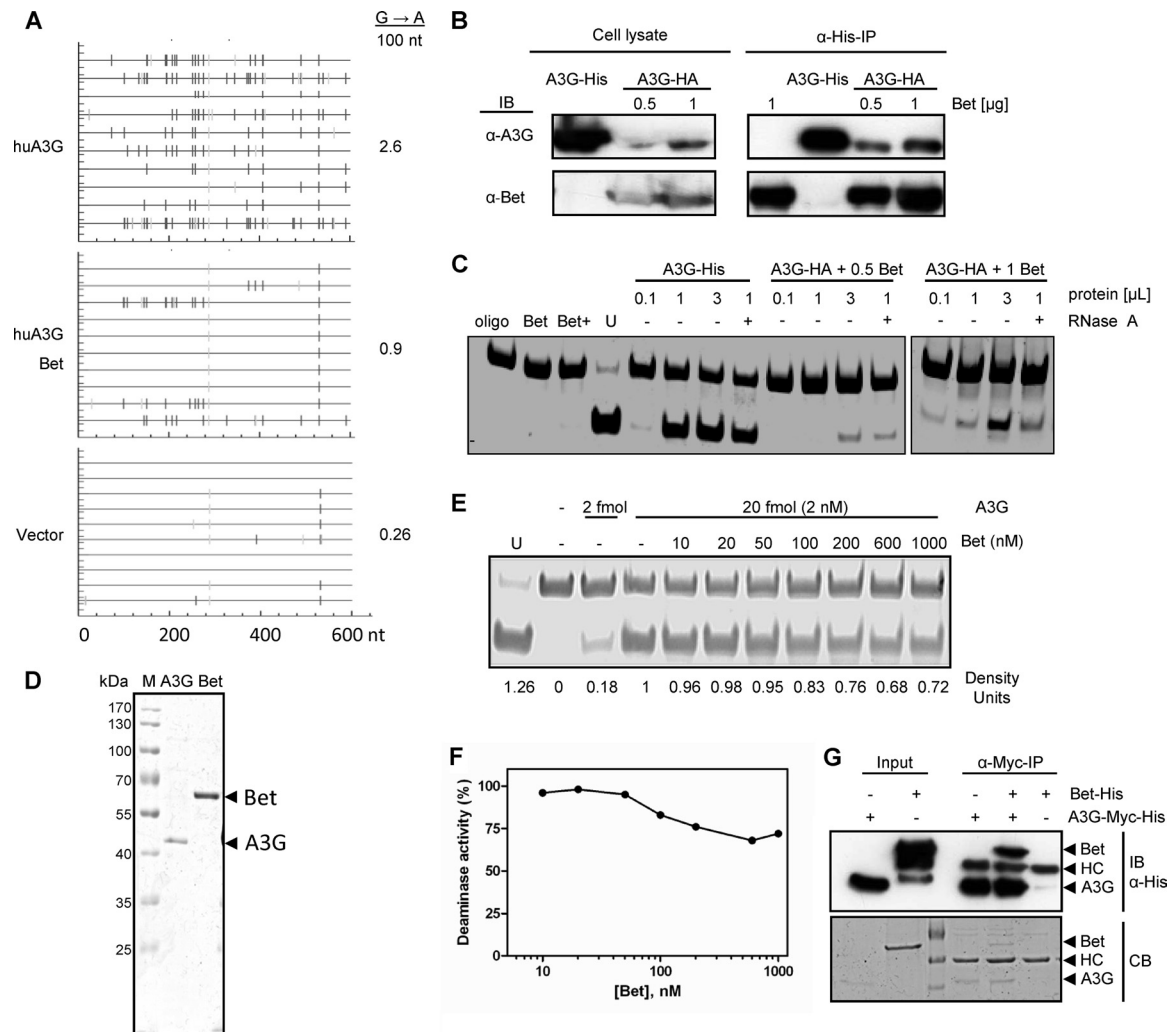 A
G → A
100 nt
huA3G
2.6
huA3G
Bet
0.9
Vector
0.26
0 200 400 600 nt
B
Cell lysate α-His-IP
A3G-His A3G-HA A3G-His A3G-HA
IB 0.5 1 1 0.5 1 Bet [µg]
α-A3G
α-Bet
C
A3G-His A3G-HA + 0.5 Bet A3G-HA + 1 Bet
0.1 1 3 1 0.1 1 3 1 0.1 1 3 1 protein [µL]
oligo Bet Bet+ U - - - + - - - + - - - + RNase A
D
kDa M A3G Bet
170
130
100
70
55
40
35
25
Bet
A3G
E
- 2 fmol 20 fmol (2 nM) A3G
U - - - 10 20 50 100 200 600 1000 Bet (nM)
1.26 0 0.18 1 0.96 0.98 0.95 0.83 0.76 0.68 0.72 Density
Units
F
Deaminase activity (%)
100
75
50
25
0
10 100 1000
[Bet], nM
G
Input α-Myc-IP
- + - + + Bet-His
+ - + + - A3G-Myc-His
Bet
HC
A3G
IB
α-His
Bet
HC
A3G
CB